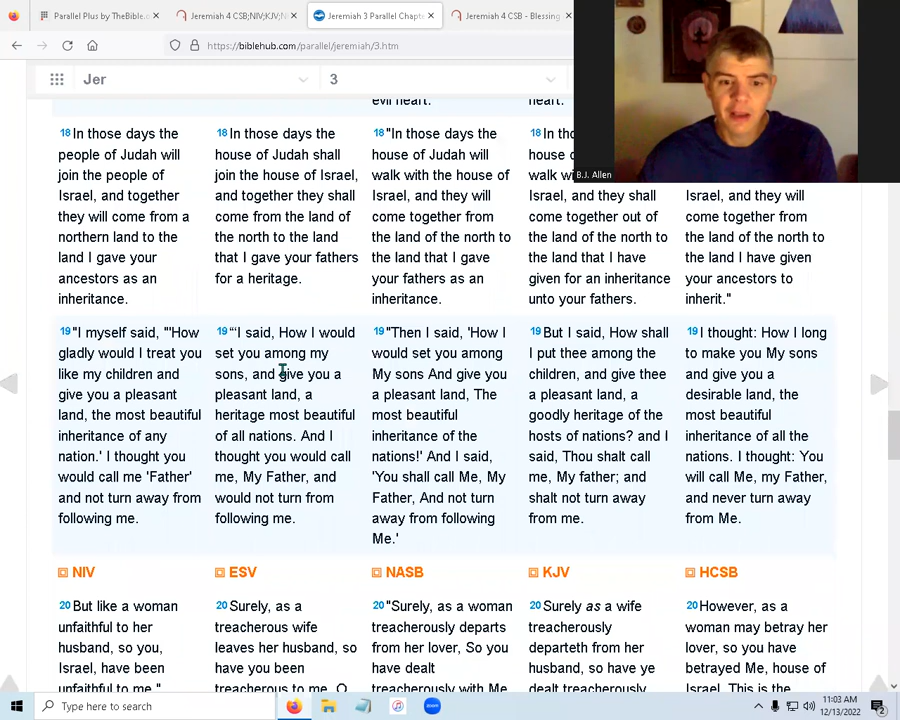 Parallel Plus by TheBible.o
Jeremiah 4 CSB;NIV;KJV;N
Jeremiah 3 Parallel Chapt
Jeremiah 4 CSB - Blessing
https://biblehub.com/parallel/jeremiah/3.htm
Jer
3
evil heart.
heart.
18 In those days the
people of Judah will
join the people of
Israel, and together
they will come from a
northern land to the
land I gave your
ancestors as an
inheritance.
18 In those days the
house of Judah shall
join the house of Israel,
and together they shall
come from the land of
the north to the land
that I gave your fathers
for a heritage.
18 "In those days the
house of Judah will
walk with the house of
Israel, and they will
come together from
the land of the north to
the land that I gave
your fathers as an
inheritance.
18 In tho
house o
walk wi
Israel, and they shall
come together out of
the land of the north to
the land that I have
given for an inheritance
unto your fathers.
Israel, and they will
come together from
the land of the north to
the land I have given
your ancestors to
inherit."
B.J. Allen
19 "I myself said, "'How
gladly would I treat you
like my children and
give you a pleasant
land, the most beautiful
inheritance of any
nation.' I thought you
would call me 'Father'
and not turn away from
following me.
19 “‘I said, How I would
set you among my
sons, and give you a
pleasant land, a
heritage most beautiful
of all nations. And I
thought you would call
me, My Father, and
would not turn from
following me.
19 "Then I said, 'How I
would set you among
My sons And give you
a pleasant land, The
most beautiful
inheritance of the
nations!' And I said,
'You shall call Me, My
Father, And not turn
away from following
Me.'
19 But I said, How shall
I put thee among the
children, and give thee
a pleasant land, a
goodly heritage of the
hosts of nations? and I
said, Thou shalt call
me, My father; and
shalt not turn away
from me.
19 I thought: How I long
to make you My sons
and give you a
desirable land, the
most beautiful
inheritance of all the
nations. I thought: You
will call Me, my Father,
and never turn away
from Me.
NIV
ESV
NASB
KJV
HCSB
20 But like a woman
unfaithful to her
husband, so you,
Israel, have been
unfaithful to me,"
20 Surely, as a
treacherous wife
leaves her husband, so
have you been
treacherous to me, O
20 "Surely, as a woman
treacherously departs
from her lover, So you
have dealt
treacherously with Me,
20 Surely as a wife
treacherously
departeth from her
husband, so have ye
dealt treacherously
20 However, as a
woman may betray her
lover, so you have
betrayed Me, house of
Israel. This is the
Type here to search
11:03 AM
12/13/2022
2